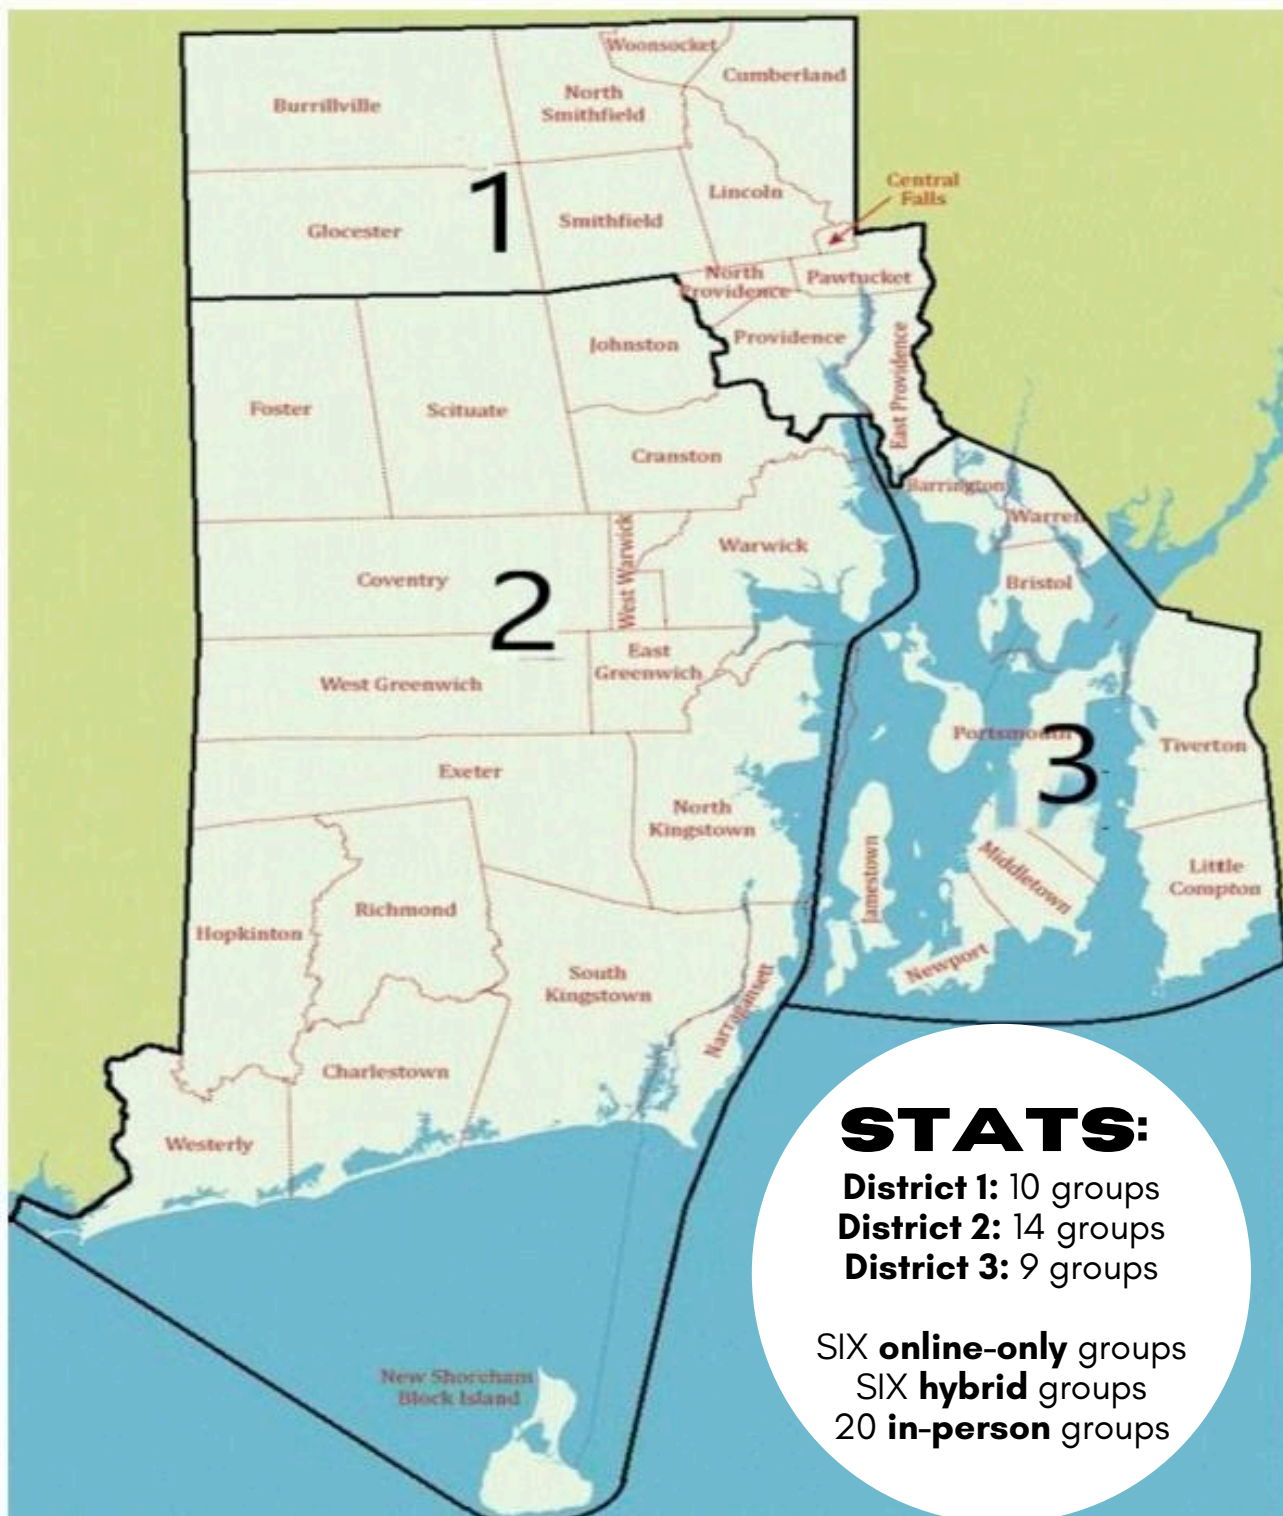 Woonsocket
Cumberland
Burrillville
North
Smithfield
1
Lincoln
Central
Falls
Glocester
Smithfield
North
Providence
Pawtucket
Johnston
Providence
East Providence
Foster
Scituate
Cranston
Barrington
Warren
West Warwick
Warwick
Coventry
2
Bristol
East
Greenwich
West Greenwich
Portsmouth
3
Tiverton
Exeter
North
Kingstown
Jamestown
Middletown
Little
Compton
Richmond
Hopkinton
South
Kingstown
Newport
Narragansett
Charlestown
Westerly
STATS:
District 1: 10 groups
District 2: 14 groups
District 3: 9 groups
SIX online-only groups
SIX hybrid groups
20 in-person groups
New Shoreham
Block Island